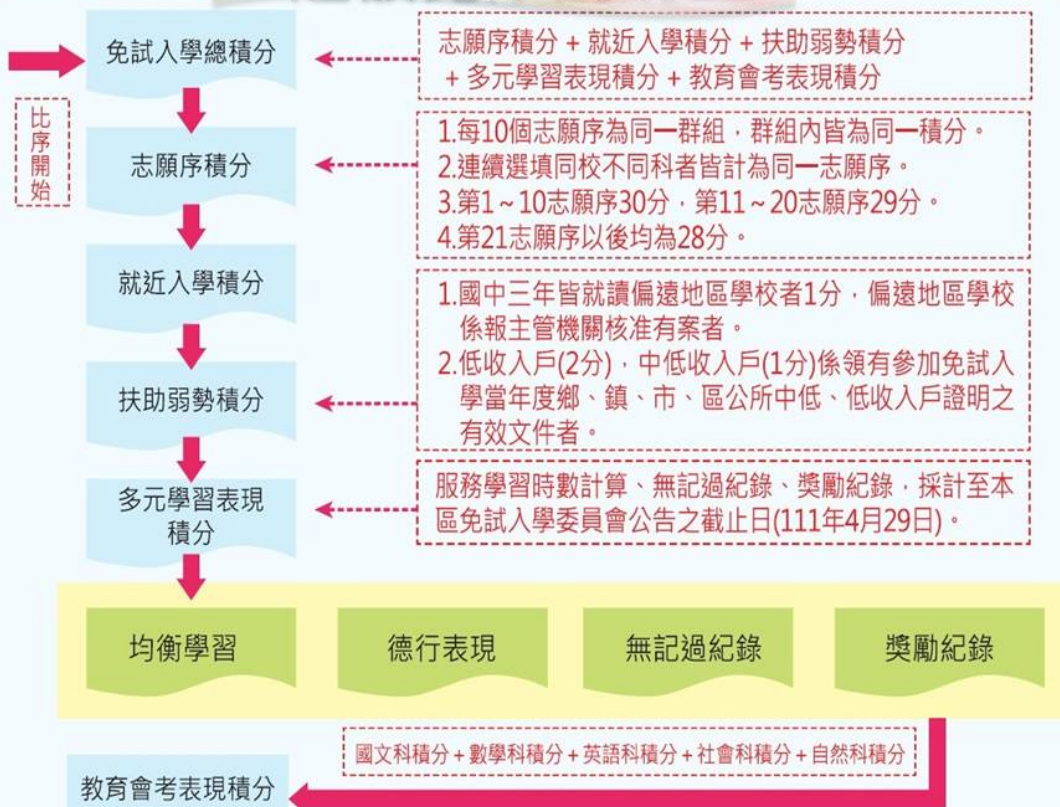 免試入學總積分
志願序積分 + 就近入學積分 + 扶助弱勢積分
+ 多元學習表現積分 + 教育會考表現積分
比序開始
志願序積分
1.每10個志願序為同一群組，群組內皆為同一積分。
2.連續選填同校不同科者皆計為同一志願序。
3.第1~10志願序30分，第11~20志願序29分。
4.第21志願序以後均為28分。
就近入學積分
扶助弱勢積分
1.國中三年皆就讀偏遠地區學校者1分，偏遠地區學校
係報主管機關核准有案者。
2.低收入戶(2分)，中低收入戶(1分)係領有參加免試入
學當年度鄉、鎮、市、區公所中低、低收入戶證明之
有效文件者。
多元學習表現
積分
服務學習時數計算、無記過紀錄、獎勵紀錄，採計至本
區免試入學委員會公告之截止日(111年4月29日)。
均衡學習
德行表現
無記過紀錄
獎勵紀錄
國文科積分 + 數學科積分 + 英語科積分 + 社會科積分 + 自然科積分
教育會考表現積分